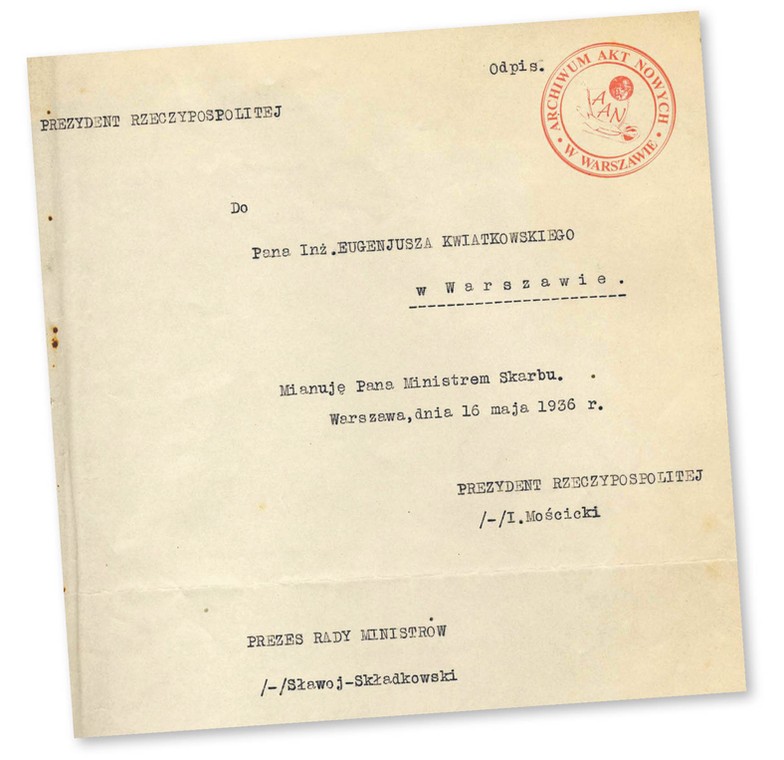 Odpis.
ARCHIWUM AKT NOWYCH
• W WARSZAWIE •
AAN
PREZYDENT RZECZYPOSPOLITEJ
Do
Pana Inż.EUGENJUSZA KWIATKOWSKIEGO
w W a r s z a w i e .
Mianuję Pana Ministrem Skarbu.
Warszawa,dnia 16 maja 1936 r.
PREZYDENT RZECZYPOSPOLITEJ
/-/I.Mościcki
PREZES RADY MINISTRÓW
/-/Sławoj-Składkowski